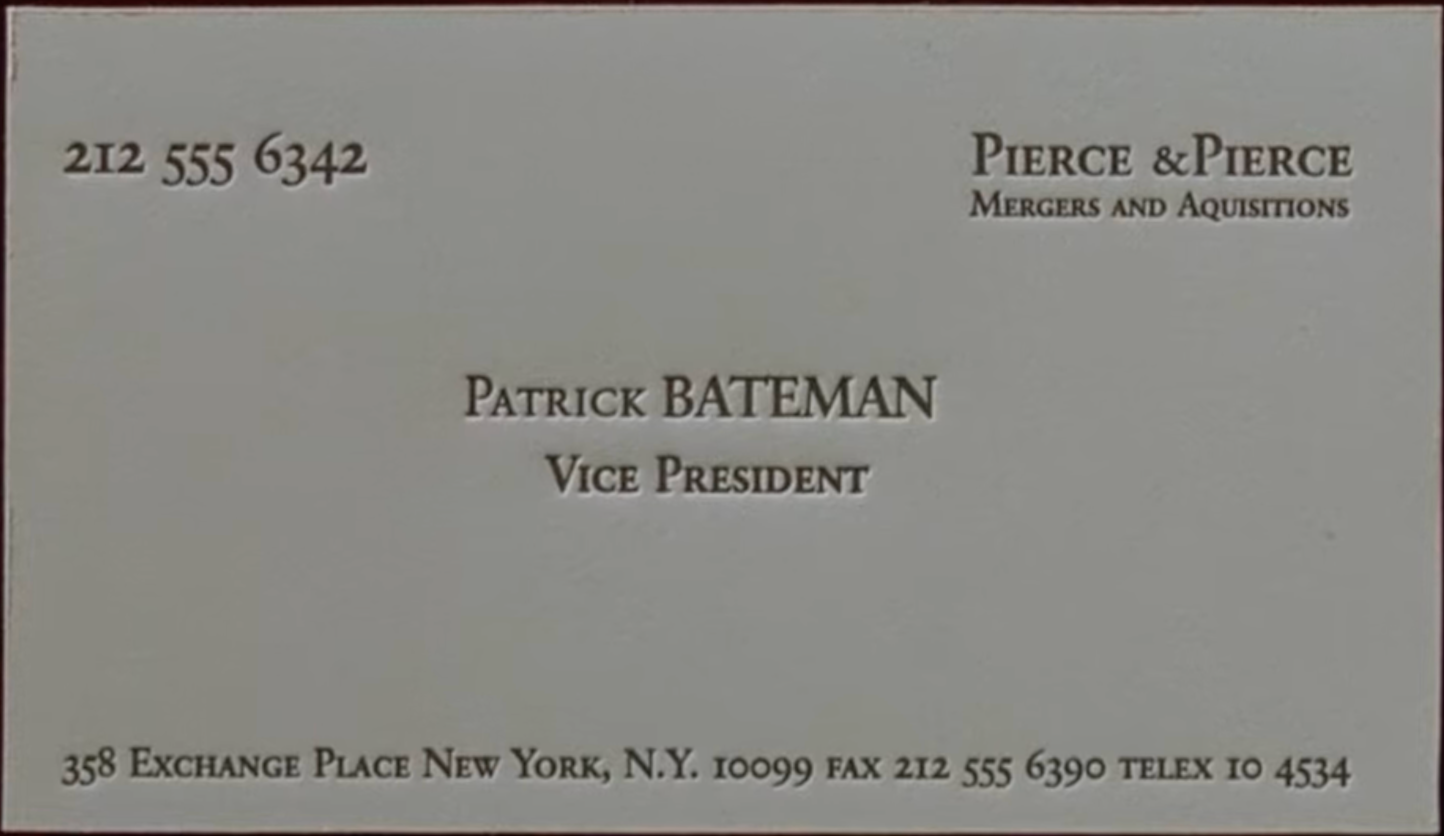 212 555 6342
PIERCE &PIERCE
MERGERS AND AQUISITIONS
PATRICK BATEMAN
VICE PRESIDENT
358 EXCHANGE PLACE NEW YORK, N.Y. 10099 FAX 212 555 6390 TELEX 10 4534